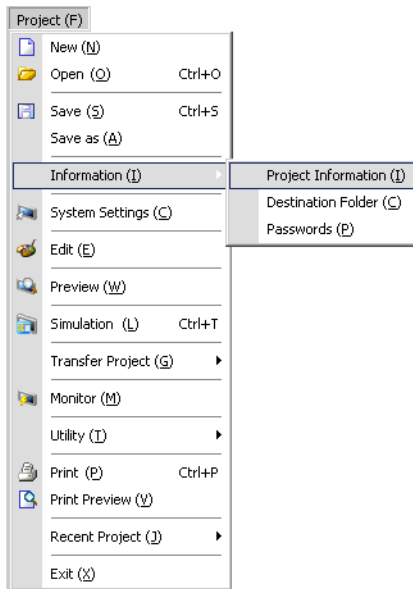 Project (F)
New (N)
Open (O) Ctrl+O
Save (S) Ctrl+S
Save as (A)
Information (I)
Project Information (I)
Destination Folder (C)
Passwords (P)
System Settings (C)
Edit (E)
Preview (W)
Simulation (L) Ctrl+T
Transfer Project (G)
Monitor (M)
Utility (T)
Print (P) Ctrl+P
Print Preview (V)
Recent Project (J)
Exit (X)